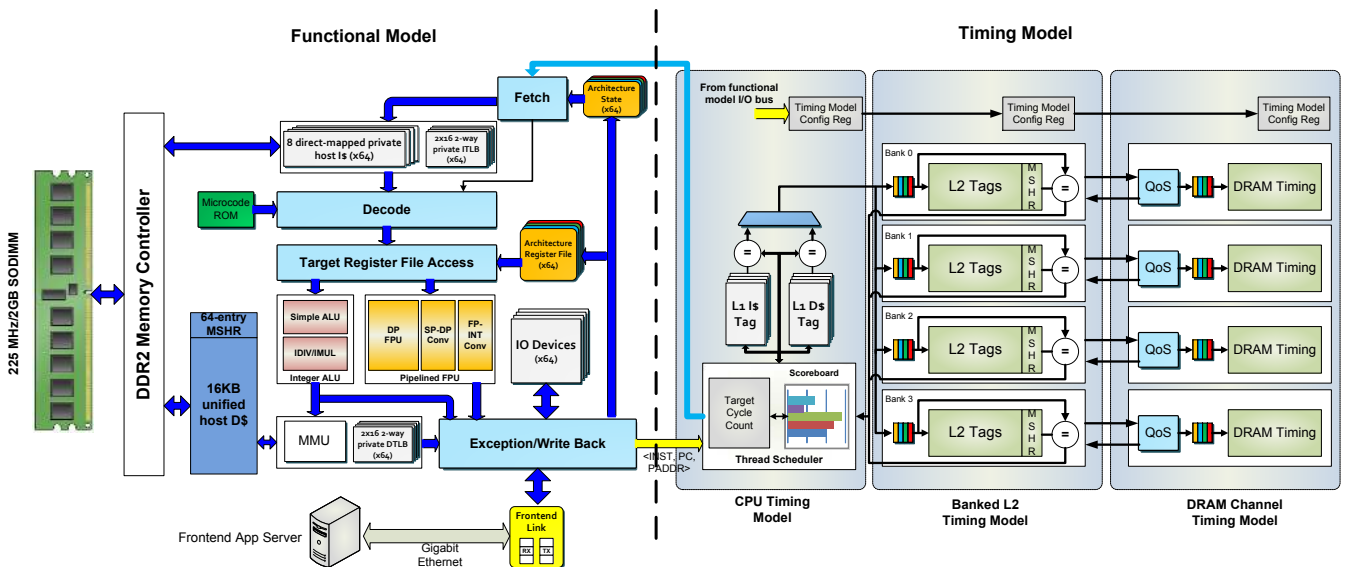 Functional Model
Timing Model
225 MHz/2GB SODIMM
DDR2 Memory Controller
Fetch
Architecture
State
(x64)
8 direct-mapped private
host I$ (x64)
2x16 2-way
private ITLB
(x64)
Microcode
ROM
Decode
Target Register File Access
Architecture
Register File
(x64)
64-entry
MSHR
16KB
unified
host D$
Simple ALU
IDIV/IMUL
Integer ALU
DP
FPU
SP-DP
Conv
FP-
INT
Conv
Pipelined FPU
IO Devices
(x64)
MMU
2x16 2-way
private DTLB
(x64)
Exception/Write Back
<INST, PC,
PADDR>
Frontend App Server
Gigabit
Ethernet
Frontend
Link
RX
TX
From functional
model I/O bus
Timing Model
Config Reg
L1 I$
Tag
L1 D$
Tag
=
=
Target
Cycle
Count
Scoreboard
Thread Scheduler
CPU Timing
Model
Timing Model
Config Reg
Bank 0
L2 Tags
MSHR
=
Bank 1
L2 Tags
MSHR
=
Bank 2
L2 Tags
MSHR
=
Bank 3
L2 Tags
MSHR
=
Banked L2
Timing Model
Timing Model
Config Reg
QoS
DRAM Timing
QoS
DRAM Timing
QoS
DRAM Timing
QoS
DRAM Timing
DRAM Channel
Timing Model